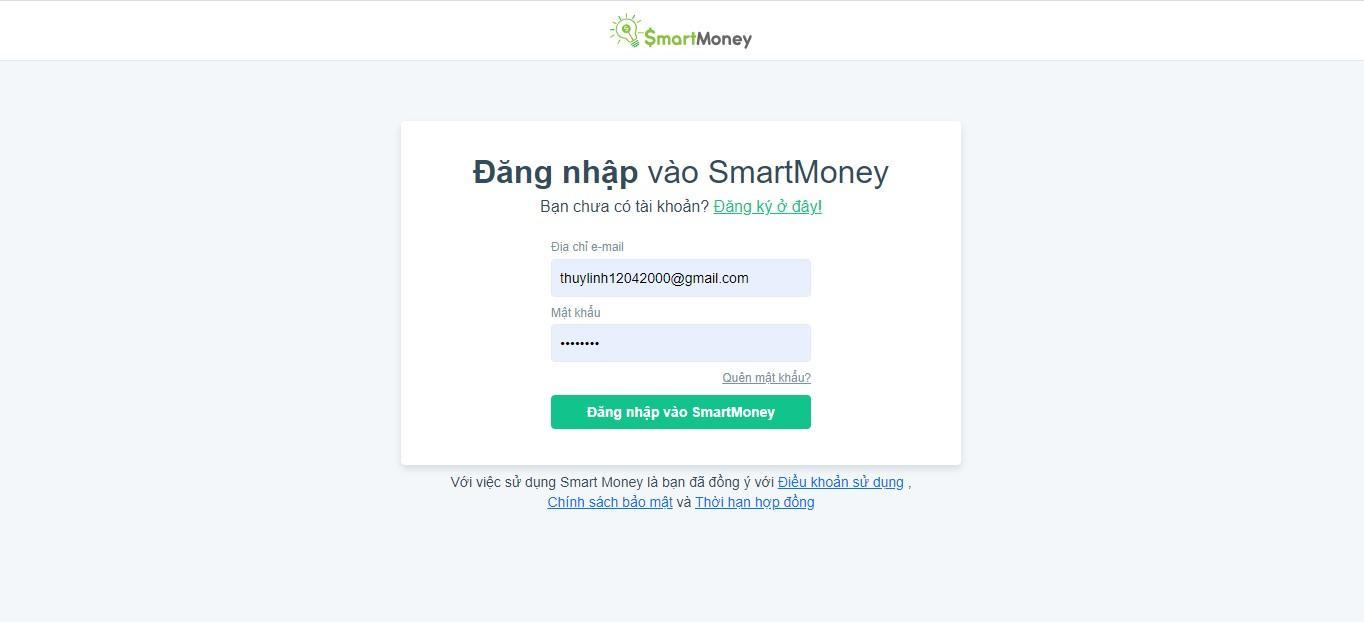 $martMoney
Đăng nhập vào SmartMoney
Bạn chưa có tài khoản? Đăng ký ở đây!
Địa chỉ e-mail
thuylinh12042000@gmail.com
Mật khẩu
••••••••
Quên mật khẩu?
Đăng nhập vào SmartMoney
Với việc sử dụng Smart Money là bạn đã đồng ý với Điều khoản sử dụng ,
Chính sách bảo mật và Thời hạn hợp đồng